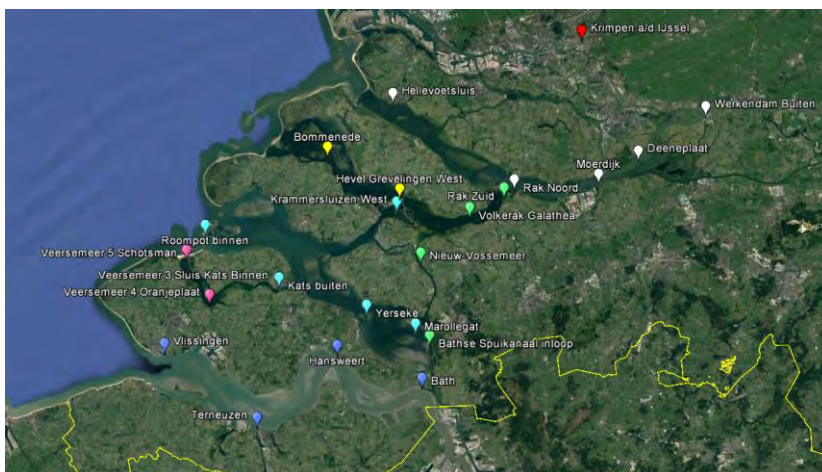 Krimpen a/d IJssel
Hellevoetsluis
Werkendam Buiten
Bommenede
Deeneplaat
Moerdijk
Hevel Grevelingen West
Rak Noord
Rak Zuid
Krammersluizen West
Volkerak Galathea
Roompot binnen
Veersemeer 5 Schotsman
Nieuw-Vossemeer
Veersemeer 3 Sluis Kats Binnen
Kats buiten
Veersemeer 4 Oranjeplaat
Yerseke
Marollegat
Vlissingen
Bathse Spuikanaal inloop
Hansweert
Bath
Terneuzen